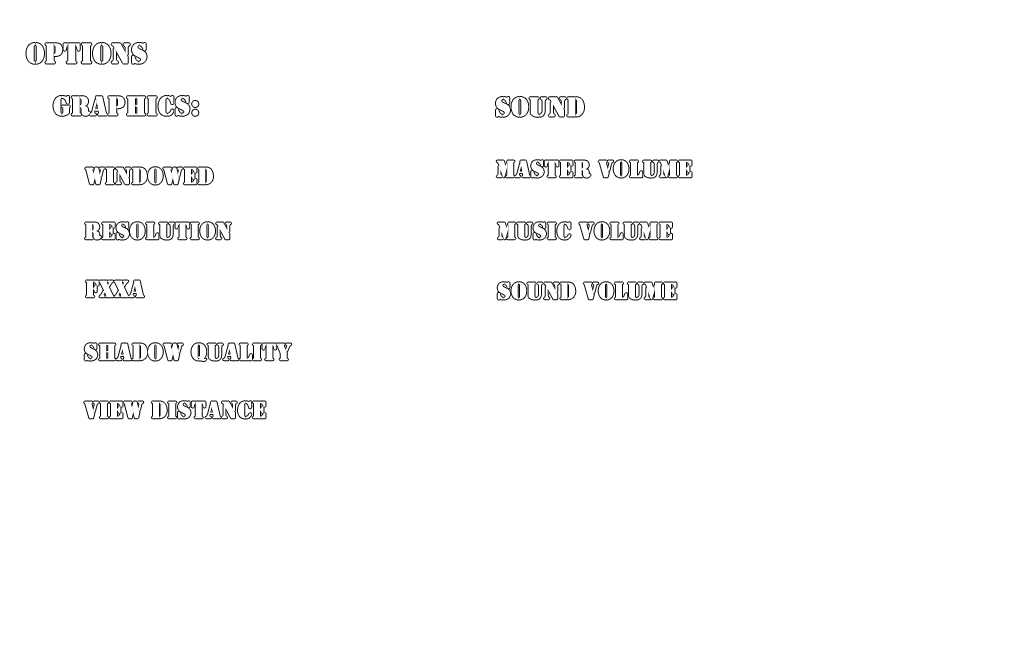 OPTIONS
GRAPHICS:
WINDOWED
RESOLUTION
FXXA
SHADOW QUALITY
VIEW DISTANCE
SOUND
MASTER VOLUME
MUSIC VOLUME
SOUND VOLUME